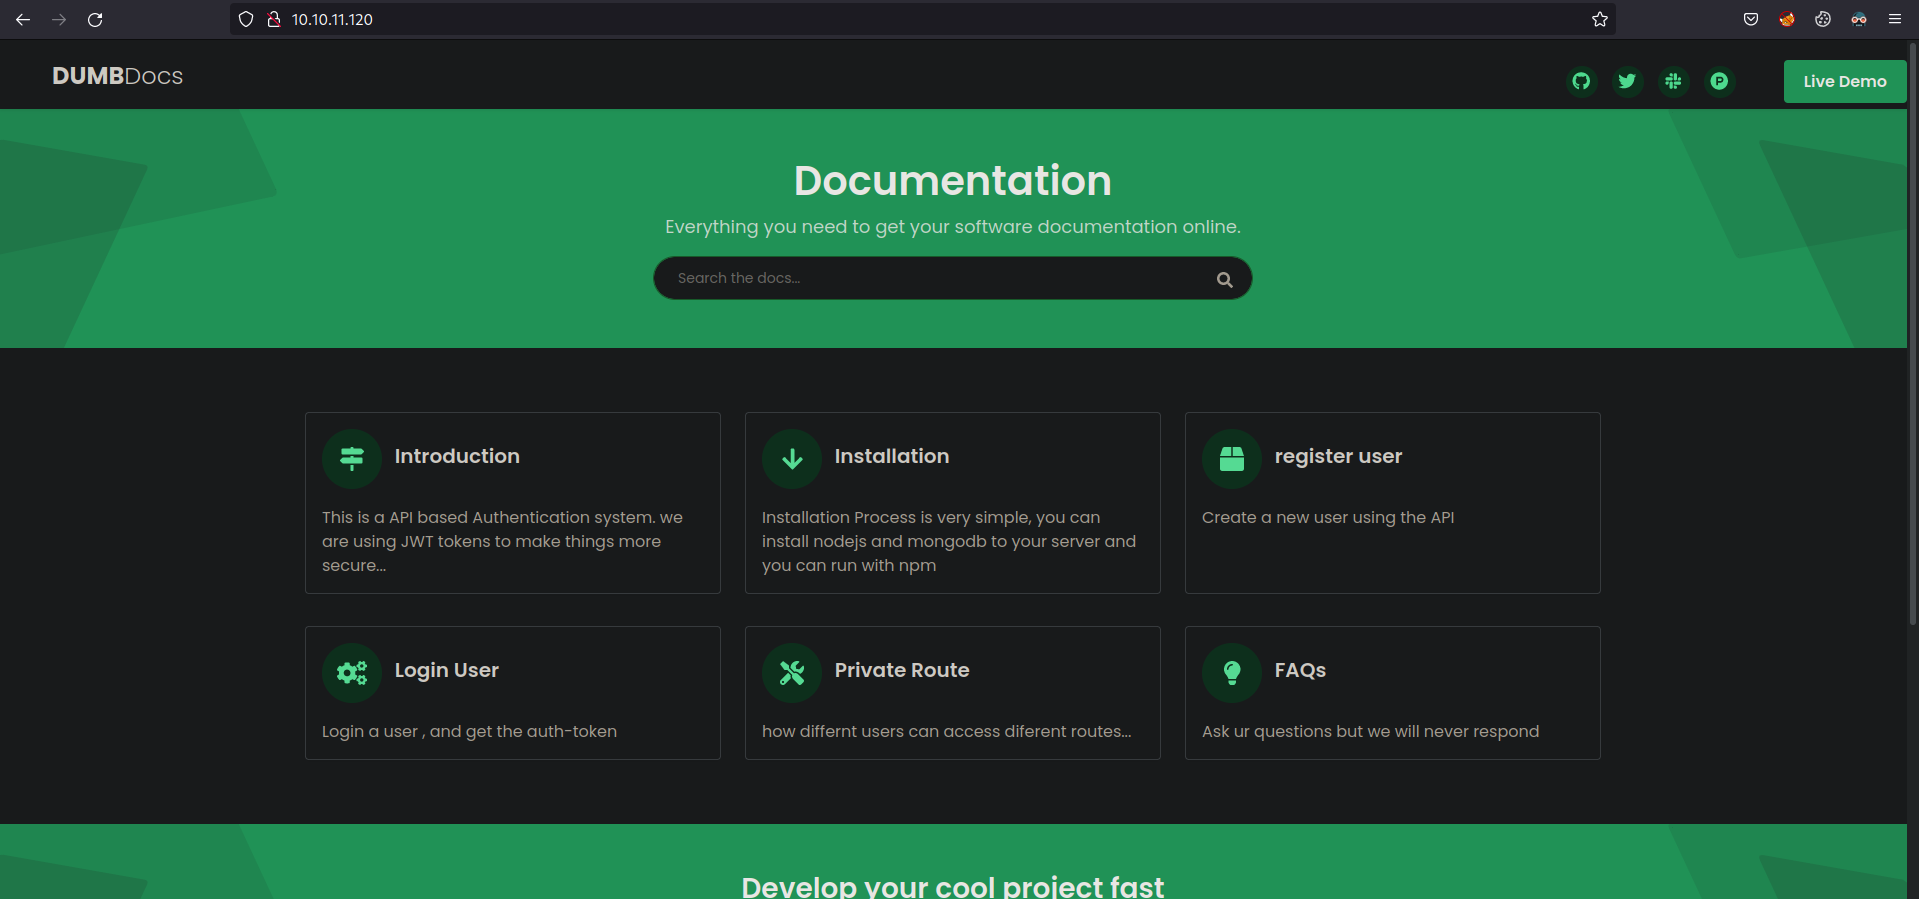 10.10.11.120
DUMBDocs
Live Demo
Documentation
Everything you need to get your software documentation online.
Search the docs...
Introduction
This is a API based Authentication system. we
are using JWT tokens to make things more
secure...
Installation
Installation Process is very simple, you can
install nodejs and mongodb to your server and
you can run with npm
register user
Create a new user using the API
Login User
Login a user , and get the auth-token
Private Route
how differnt users can access diferent routes...
FAQs
Ask ur questions but we will never respond
Develop your cool project fast